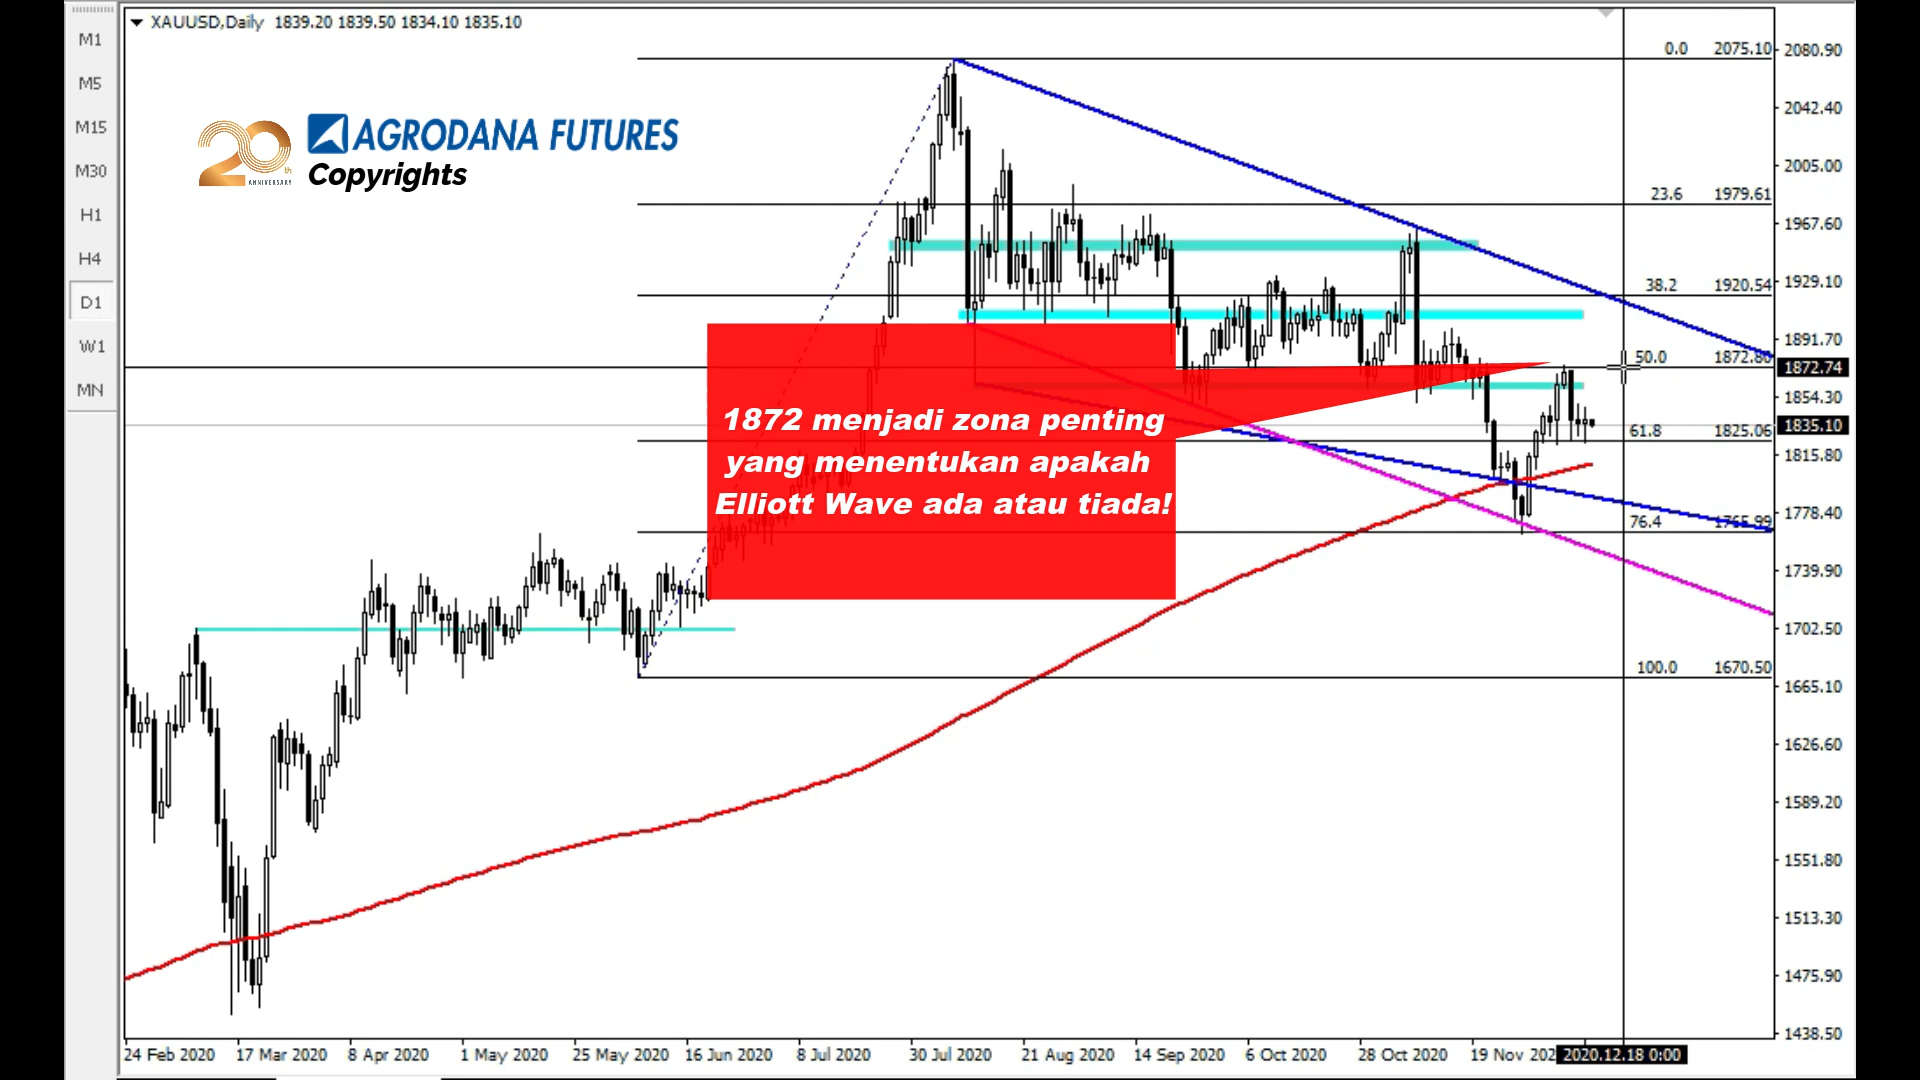 XAUUSD,Daily 1839.20 1839.50 1834.10 1835.10
M1
M5
M15
M30
H1
H4
D1
W1
MN
20th
ANNIVERSARY
AGRODANA FUTURES
Copyrights
0.0 2075.10
23.6 1979.61
38.2 1920.54
50.0 1872.80
61.8 1825.06
76.4 1765.99
100.0 1670.50
1872 menjadi zona penting
yang menentukan apakah
Elliott Wave ada atau tiada!
2080.90
2042.40
2005.00
1967.60
1929.10
1891.70
1872.74
1854.30
1835.10
1815.80
1778.40
1739.90
1702.50
1665.10
1626.60
1589.20
1551.80
1513.30
1475.90
1438.50
24 Feb 2020 17 Mar 2020 8 Apr 2020 1 May 2020 25 May 2020 16 Jun 2020 8 Jul 2020 30 Jul 2020 21 Aug 2020 14 Sep 2020 6 Oct 2020 28 Oct 2020 19 Nov 202 2020.12.18 0:00